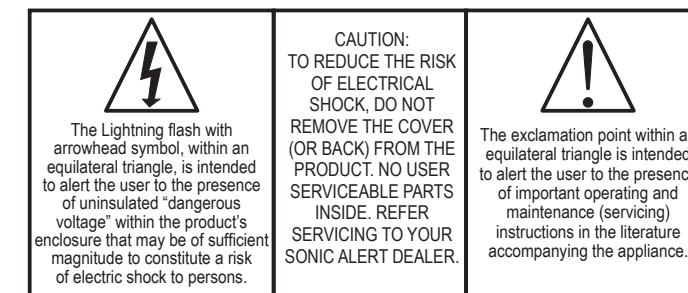 The Lightning flash with
arrowhead symbol, within an
equilateral triangle, is intended
to alert the user to the presence
of uninsulated “dangerous
voltage” within the product’s
enclosure that may be of sufficient
magnitude to constitute a risk
of electric shock to persons.
CAUTION:
TO REDUCE THE RISK
OF ELECTRICAL
SHOCK, DO NOT
REMOVE THE COVER
(OR BACK) FROM THE
PRODUCT. NO USER
SERVICEABLE PARTS
INSIDE. REFER
SERVICING TO YOUR
SONIC ALERT DEALER.
The exclamation point within a
equilateral triangle is intended
to alert the user to the presenc
of important operating and
maintenance (servicing)
instructions in the literature
accompanying the appliance.